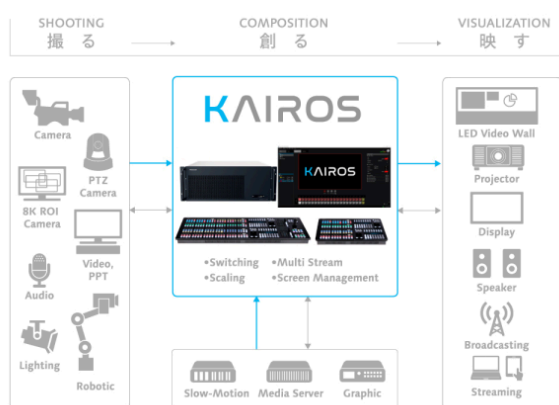 SHOOTING
撮 る
COMPOSITION
創 る
VISUALIZATION
映 す
Camera
PTZ
Camera
8K ROI
Camera
Video,
PPT
Audio
Lighting
Robotic
KAIROS
KAIROS
•Switching
•Multi Stream
•Scaling
•Screen Management
Slow-Motion
Media Server
Graphic
LED Video Wall
Projector
Display
Speaker
Broadcasting
Streaming